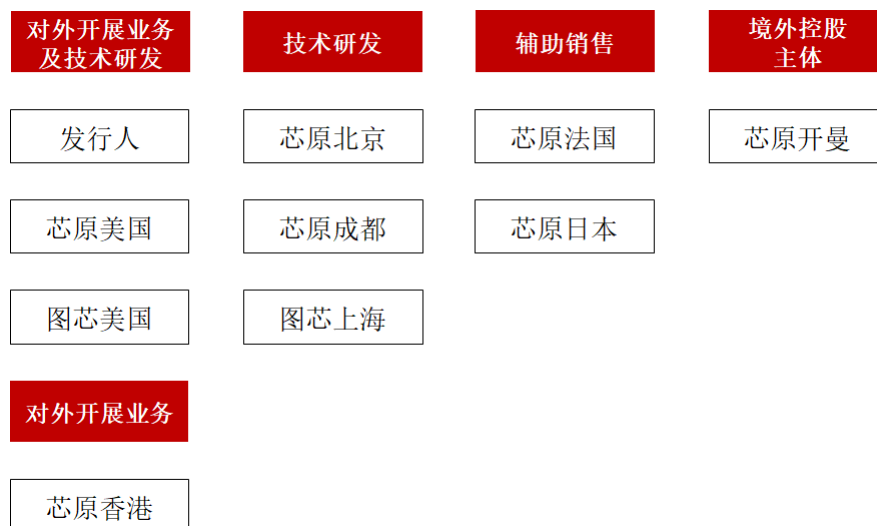 对外开展业务
及技术研发
技术研发
辅助销售
境外控股
主体
发行人
芯原北京
芯原法国
芯原开曼
芯原美国
芯原成都
芯原日本
图芯美国
图芯上海
对外开展业务
芯原香港